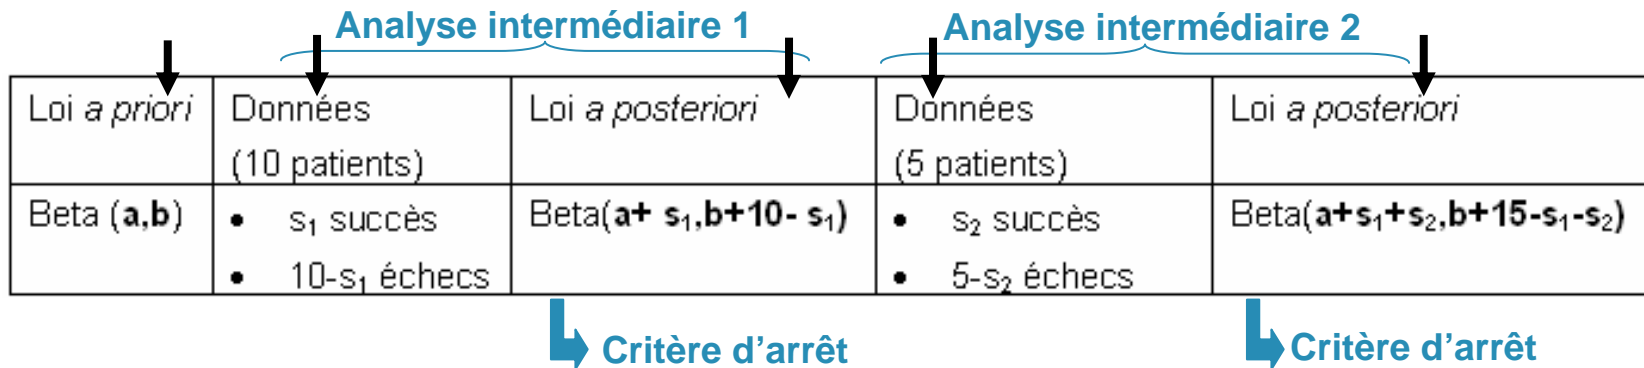 Analyse intermédiaire 1
Analyse intermédiaire 2
Loi a priori
Données
(10 patients)
Loi a posteriori
Données
(5 patients)
Loi a posteriori
Beta (a,b)
• s₁ succès
• 10-s₁ échecs
Beta(a+ s₁,b+10- s₁)
• s₂ succès
• 5-s₂ échecs
Beta(a+s₁+s₂,b+15-s₁-s₂)
Critère d’arrêt
Critère d’arrêt